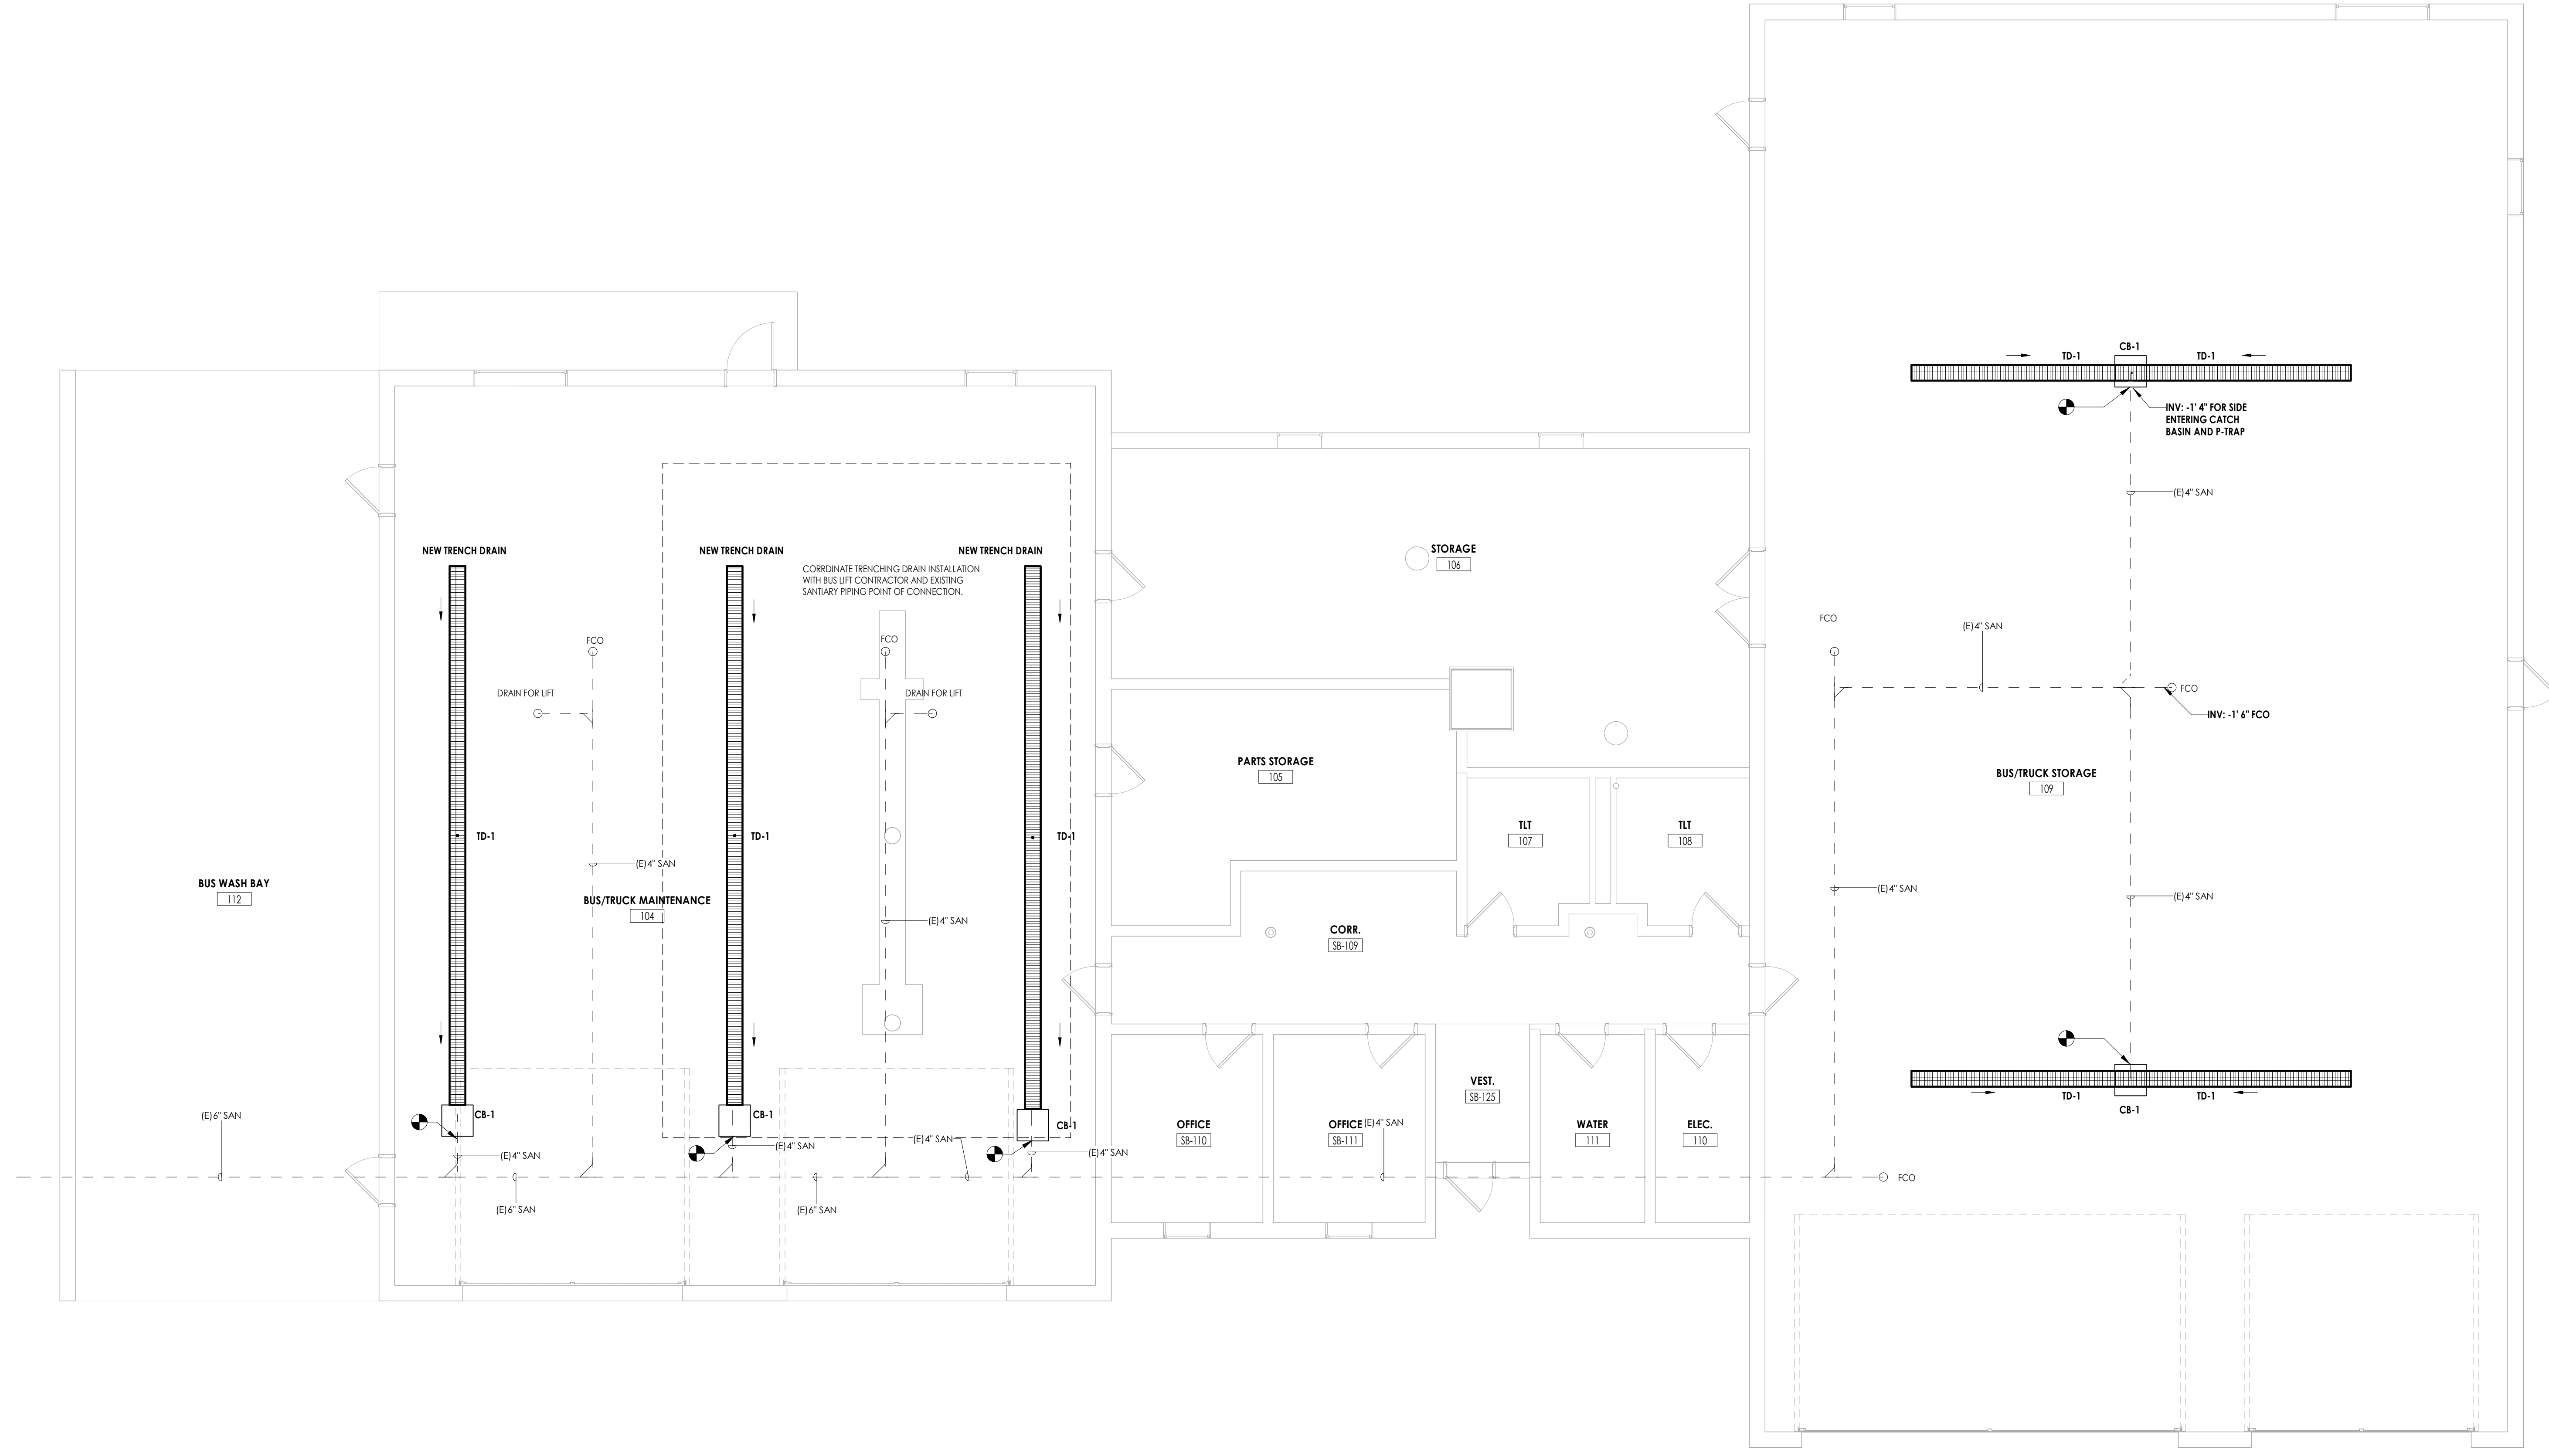 CB-1
TD-1
TD-1
INV: -1' 4" FOR SIDE
ENTERING CATCH
BASIN AND P-TRAP
(E)4" SAN
NEW TRENCH DRAIN
NEW TRENCH DRAIN
NEW TRENCH DRAIN
CORRDINATE TRENCHING DRAIN INSTALLATION
WITH BUS LIFT CONTRACTOR AND EXISTING
SANTIARY PIPING POINT OF CONNECTION.
STORAGE
106
FCO
FCO
FCO
(E)4" SAN
DRAIN FOR LIFT
DRAIN FOR LIFT
FCO
INV: -1' 6" FCO
PARTS STORAGE
105
BUS/TRUCK STORAGE
109
TD-1
TD-1
TD-1
TLT
107
TLT
108
(E)4" SAN
BUS WASH BAY
112
BUS/TRUCK MAINTENANCE
104
(E)4" SAN
(E)4" SAN
(E)4" SAN
CORR.
SB-109
VEST.
SB-125
TD-1
TD-1
CB-1
(E)6" SAN
CB-1
CB-1
CB-1
OFFICE
SB-110
OFFICE
SB-111
(E)4" SAN
WATER
111
ELEC.
110
(E)4" SAN
(E)4" SAN
(E)4" SAN
(E)4" SAN
FCO
(E)6" SAN
(E)6" SAN